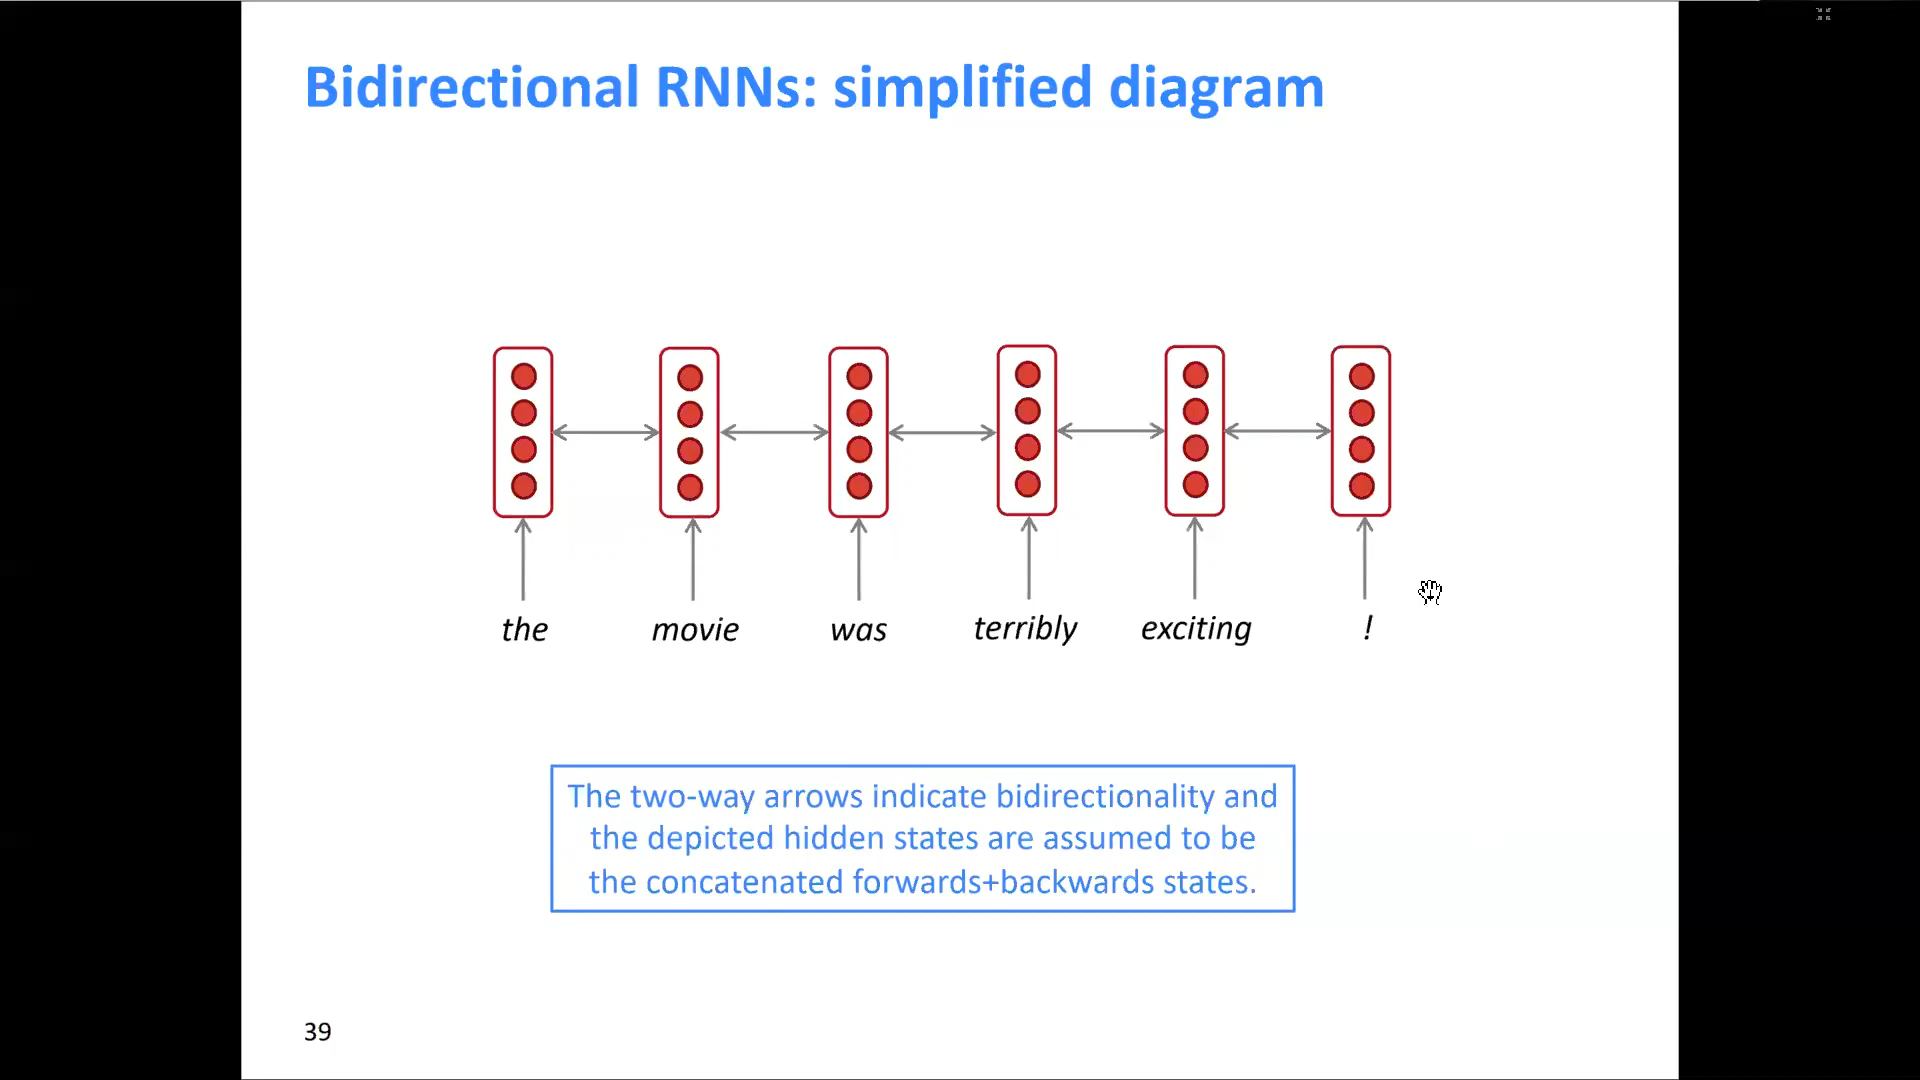 Bidirectional RNNs: simplified diagram
the movie was terribly exciting !
The two-way arrows indicate bidirectionality and
the depicted hidden states are assumed to be
the concatenated forwards+backwards states.
39